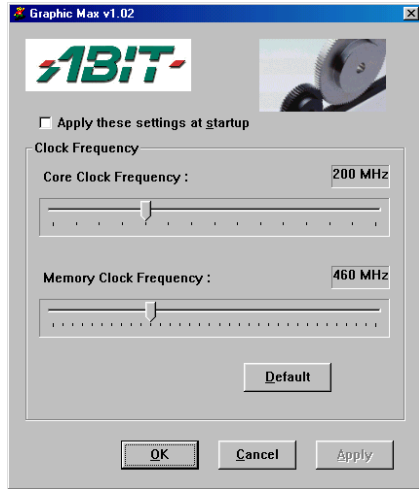 Graphic Max v1.02
ABIT
Apply these settings at startup
Clock Frequency
Core Clock Frequency :
200 MHz
Memory Clock Frequency :
460 MHz
Default
OK
Cancel
Apply